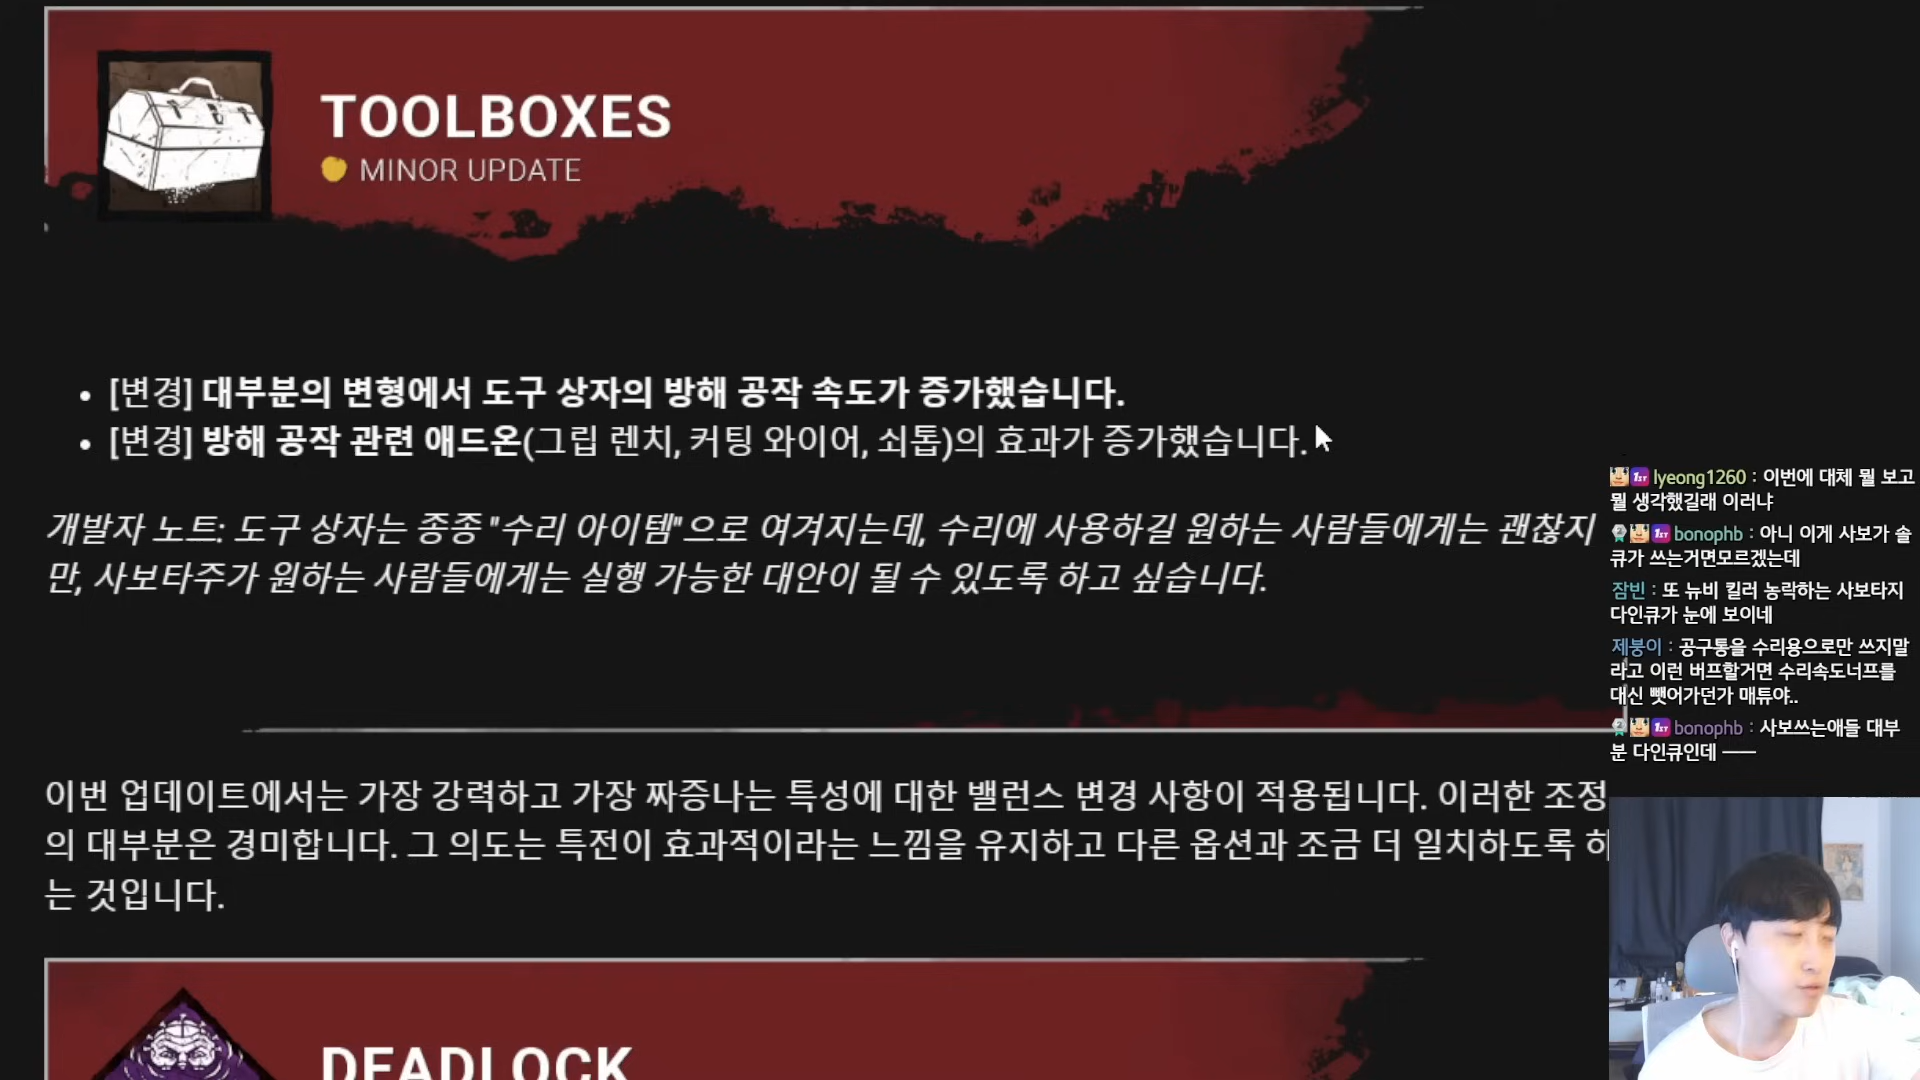 TOOLBOXES
MINOR UPDATE
• [변경] 대부분의 변형에서 도구 상자의 방해 공작 속도가 증가했습니다.
• [변경] 방해 공작 관련 애드온(그립 렌치, 커팅 와이어, 쇠톱)의 효과가 증가했습니다.
개발자 노트: 도구 상자는 종종 "수리 아이템"으로 여겨지는데, 수리에 사용하길 원하는 사람들에게는 괜찮지
만, 사보타주가 원하는 사람들에게는 실행 가능한 대안이 될 수 있도록 하고 싶습니다.
이번 업데이트에서는 가장 강력하고 가장 짜증나는 특성에 대한 밸런스 변경 사항이 적용됩니다. 이러한 조정
의 대부분은 경미합니다. 그 의도는 특전이 효과적이라는 느낌을 유지하고 다른 옵션과 조금 더 일치하도록 하
는 것입니다.
DEADLOCK
lyeong1260 : 이번에 대체 뭘 보고
뭘 생각했길래 이러냐
bonophb : 아니 이게 사보가 솔
큐가 쓰는거면모르겠는데
잠빈 : 또 뉴비 킬러 농락하는 사보타지
다인큐가 눈에 보이네
제붕이 : 공구통을 수리용으로만 쓰지말
라고 이런 버프할거면 수리속도너프를
대신 뺏어가던가 매튜야..
bonophb : 사보쓰는애들 대부
분 다인큐인데 ㅡㅡ